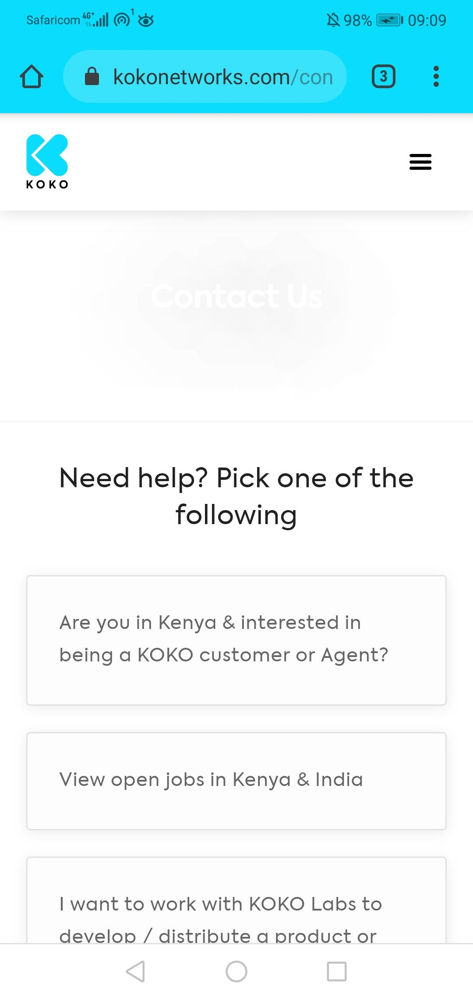 Safaricom 4G+ 1 98% 09:09
kokonetworks.com/con
3
KOKO
Contact Us
Need help? Pick one of the
following
Are you in Kenya & interested in
being a KOKO customer or Agent?
View open jobs in Kenya & India
I want to work with KOKO Labs to
develop / distribute a product or